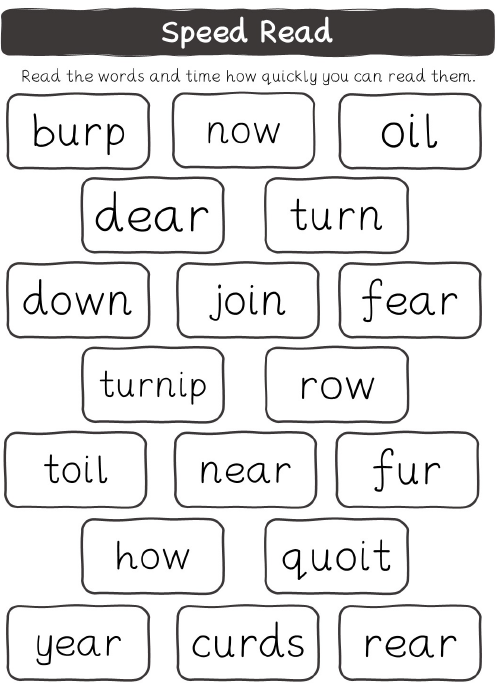 Speed Read
Read the words and time how quickly you can read them.
burp now oil
dear turn
down join fear
turnip row
toil near fur
how quoit
year curds rear